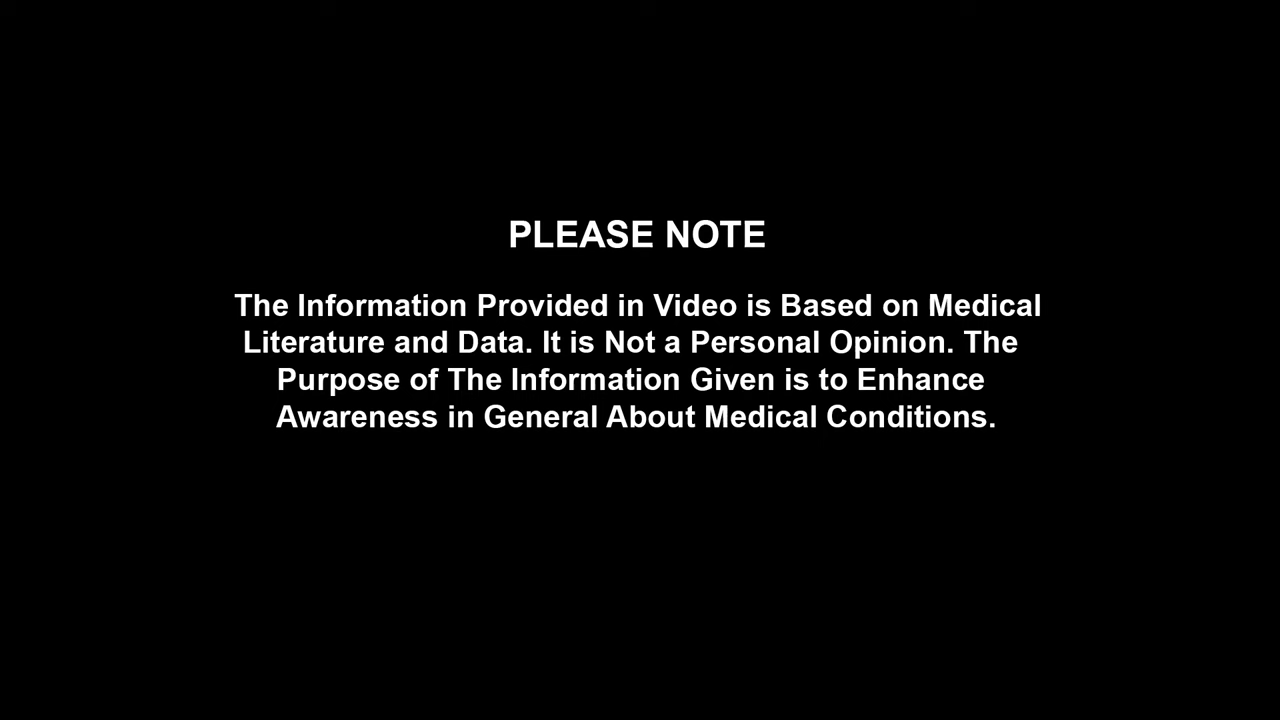 PLEASE NOTE
The Information Provided in Video is Based on Medical
Literature and Data. It is Not a Personal Opinion. The
Purpose of The Information Given is to Enhance
Awareness in General About Medical Conditions.